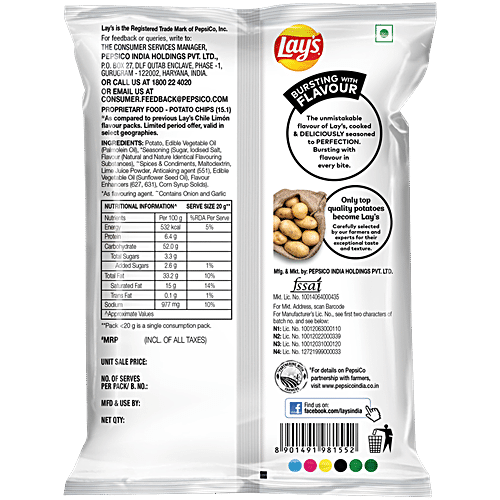 Lay's is the Registered Trade Mark of PepsiCo, Inc.
For feedback or queries, write to:
THE CONSUMER SERVICES MANAGER,
PEPSICO INDIA HOLDINGS PVT. LTD.,
P.O. BOX 27, DLF QUTAB ENCLAVE, PHASE -1,
GURUGRAM - 122002, HARYANA, INDIA.
OR CALL US AT 1800 22 4020
OR EMAIL US AT
CONSUMER.FEEDBACK@PEPSICO.COM
PROPRIETARY FOOD - POTATO CHIPS (15.1)
*As compared to previous Lay's Chile Limón
flavour packs. Limited period offer, valid in
select geographies.
INGREDIENTS: Potato, Edible Vegetable Oil
(Palmolein Oil), *Seasoning (Sugar, Iodised Salt,
Flavour (Natural and Nature Identical Flavouring
Substances), ~Spices & Condiments, Maltodextrin,
Lime Juice Powder, Anticaking agent (551), Edible
Vegetable Oil (Sunflower Seed Oil), Flavour
Enhancers (627, 631), Corn Syrup Solids).
*As flavouring agent. ~Contains Onion and Garlic
NUTRITIONAL INFORMATION^ SERVE SIZE 20 g**
Nutrients Per 100 g %RDA Per Serve
Energy 532 kcal 5%
Protein 6.4 g
Carbohydrate 52.0 g
Total Sugars 3.3 g
Added Sugars 2.6 g 1%
Total Fat 33.2 g 10%
Saturated Fat 15 g 14%
Trans Fat 0.1 g 1%
Sodium 977 mg 10%
^Approximate Values
**Pack <20 g is a single consumption pack.
MRP (INCL. OF ALL TAXES)
UNIT SALE PRICE:
NO. OF SERVES
PER PACK/ B. NO.:
MFD & USE BY:
NET QTY:
Lay's
BURSTING WITH
FLAVOUR
The unmistakable
flavour of Lay's, cooked
& DELICIOUSLY seasoned
to PERFECTION.
Bursting with
flavour in
every bite.
Only top
quality potatoes
become Lay's
Carefully selected
by our farmers and
experts for their
exceptional taste
and texture.
Mfg. & Mkt. by: PEPSICO INDIA HOLDINGS PVT. LTD.
fssai
Mkt. Lic. No. 10014064000435
For Mkt. Address, scan Barcode
For Manufacturer's Lic. No., see first two characters of
batch no. and see below:
N1: Lic. No. 10012063000110
N2: Lic. No. 10012022000339
N3: Lic. No. 10012031000120
N4: Lic. No. 12721999000033
*For details on PepsiCo
partnership with farmers,
visit www.pepsicoindia.co.in
f Find us on:
facebook.com/laysindia
8 901491 981552